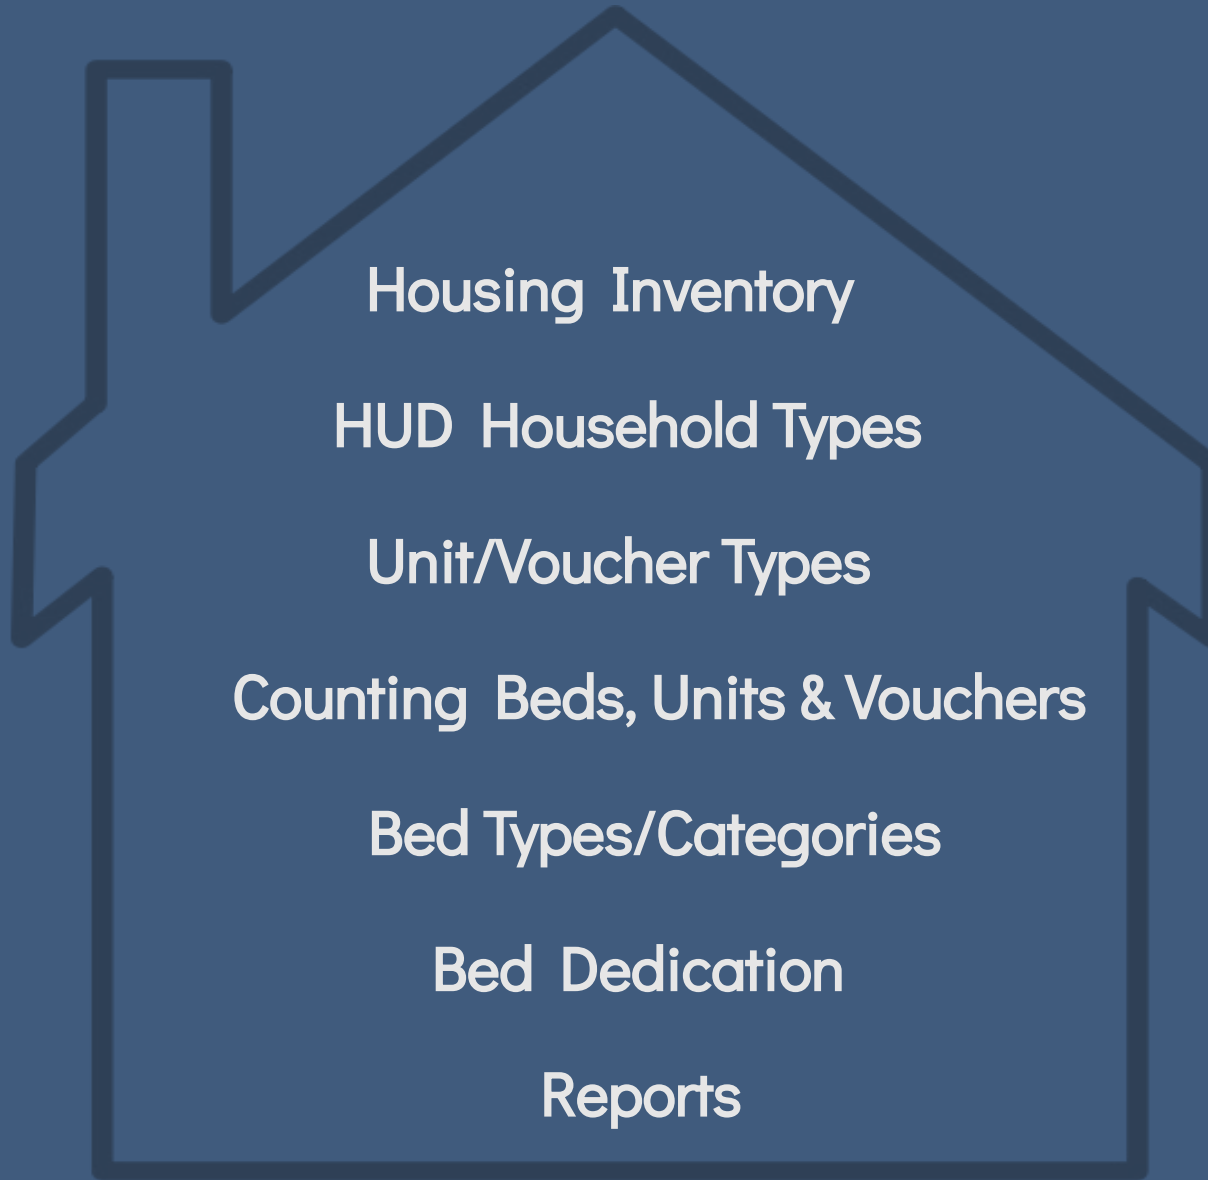 Housing Inventory
HUD Household Types
Unit/Voucher Types
Counting Beds, Units & Vouchers
Bed Types/Categories
Bed Dedication
Reports